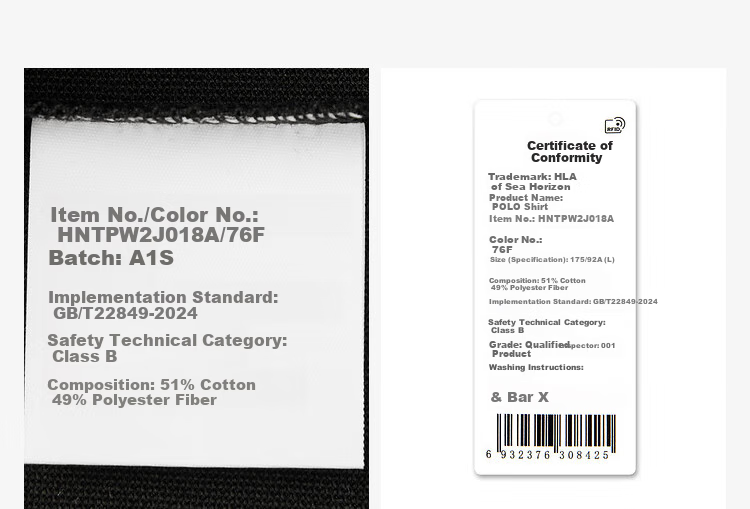 Item No./Color No.:
HNTPW2J018A/76F
Batch: A1S
Implementation Standard:
GB/T22849-2024
Safety Technical Category:
Class B
Composition: 51% Cotton
49% Polyester Fiber
RFID
Certificate of
Conformity
Trademark: HLA
of Sea Horizon
Product Name:
POLO Shirt
Item No.: HNTPW2J018A
Color No.:
76F
Size (Specification): 175/92A (L)
Composition: 51% Cotton
49% Polyester Fiber
Implementation Standard: GB/T22849-2024
Safety Technical Category:
Class B
Grade: Qualified
Product
Inspector: 001
Washing Instructions:
& Bar X
6 932376 308425